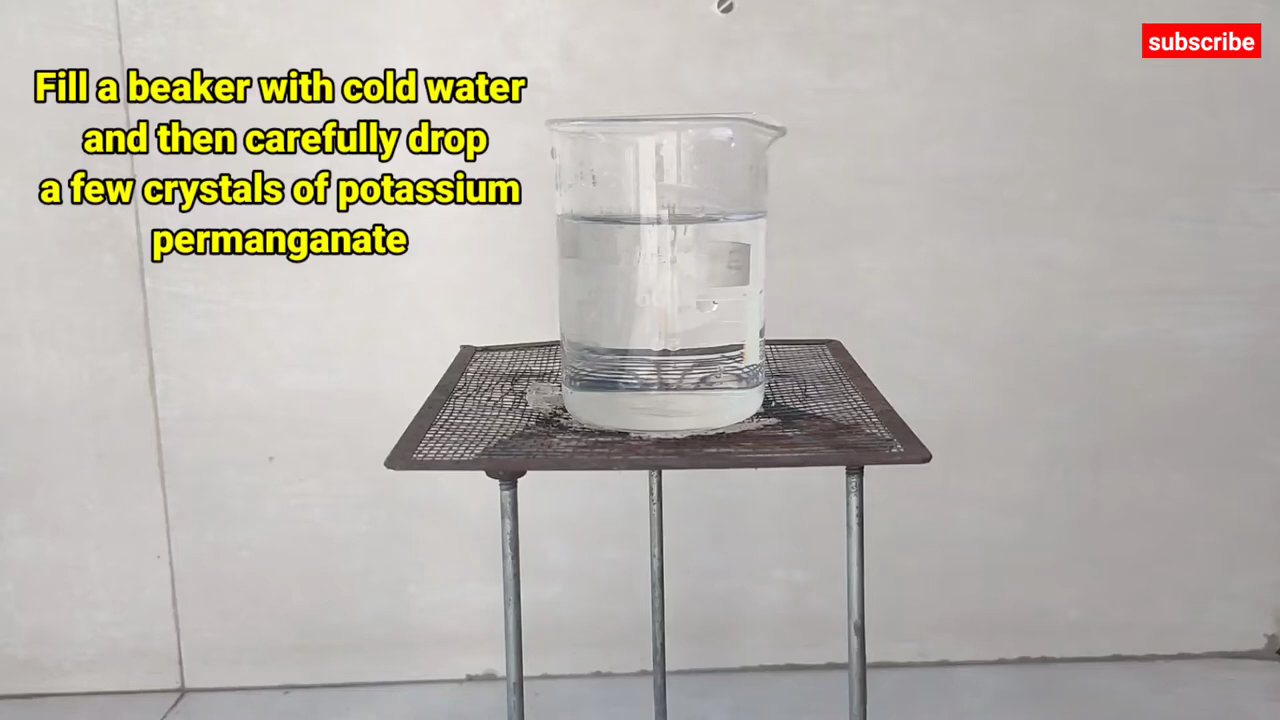 subscribe
Fill a beaker with cold water
and then carefully drop
a few crystals of potassium
permanganate